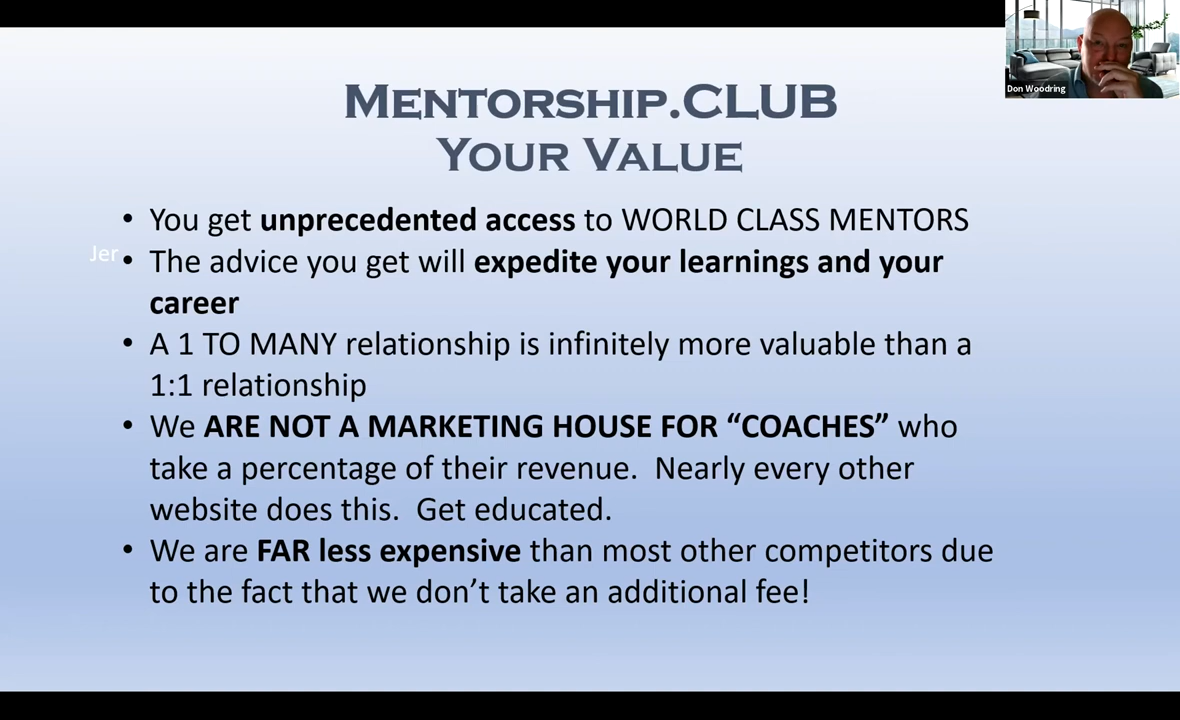 Don Woodring
MENTORSHIP.CLUB
YOUR VALUE
• You get unprecedented access to WORLD CLASS MENTORS
Jer
• The advice you get will expedite your learnings and your
career
• A 1 TO MANY relationship is infinitely more valuable than a
1:1 relationship
• We ARE NOT A MARKETING HOUSE FOR “COACHES” who
take a percentage of their revenue.  Nearly every other
website does this.  Get educated.
• We are FAR less expensive than most other competitors due
to the fact that we don’t take an additional fee!